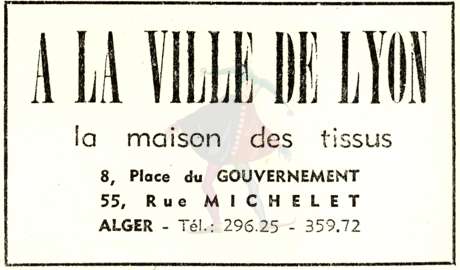 A LA VILLE DE LYON
la maison des tissus
8, Place du GOUVERNEMENT
55, Rue MICHELET
ALGER - Tél.: 296.25 - 359.72